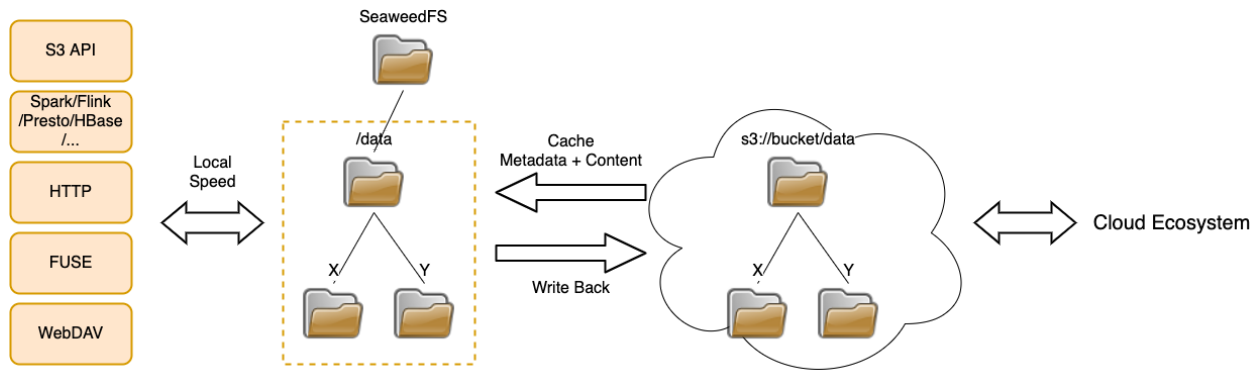 SeaweedFS
S3 API
Spark/Flink
/Presto/HBase
/...
HTTP
FUSE
WebDAV
Local
Speed
/data
X
Y
Cache
Metadata + Content
Write Back
s3://bucket/data
X
Y
Cloud Ecosystem